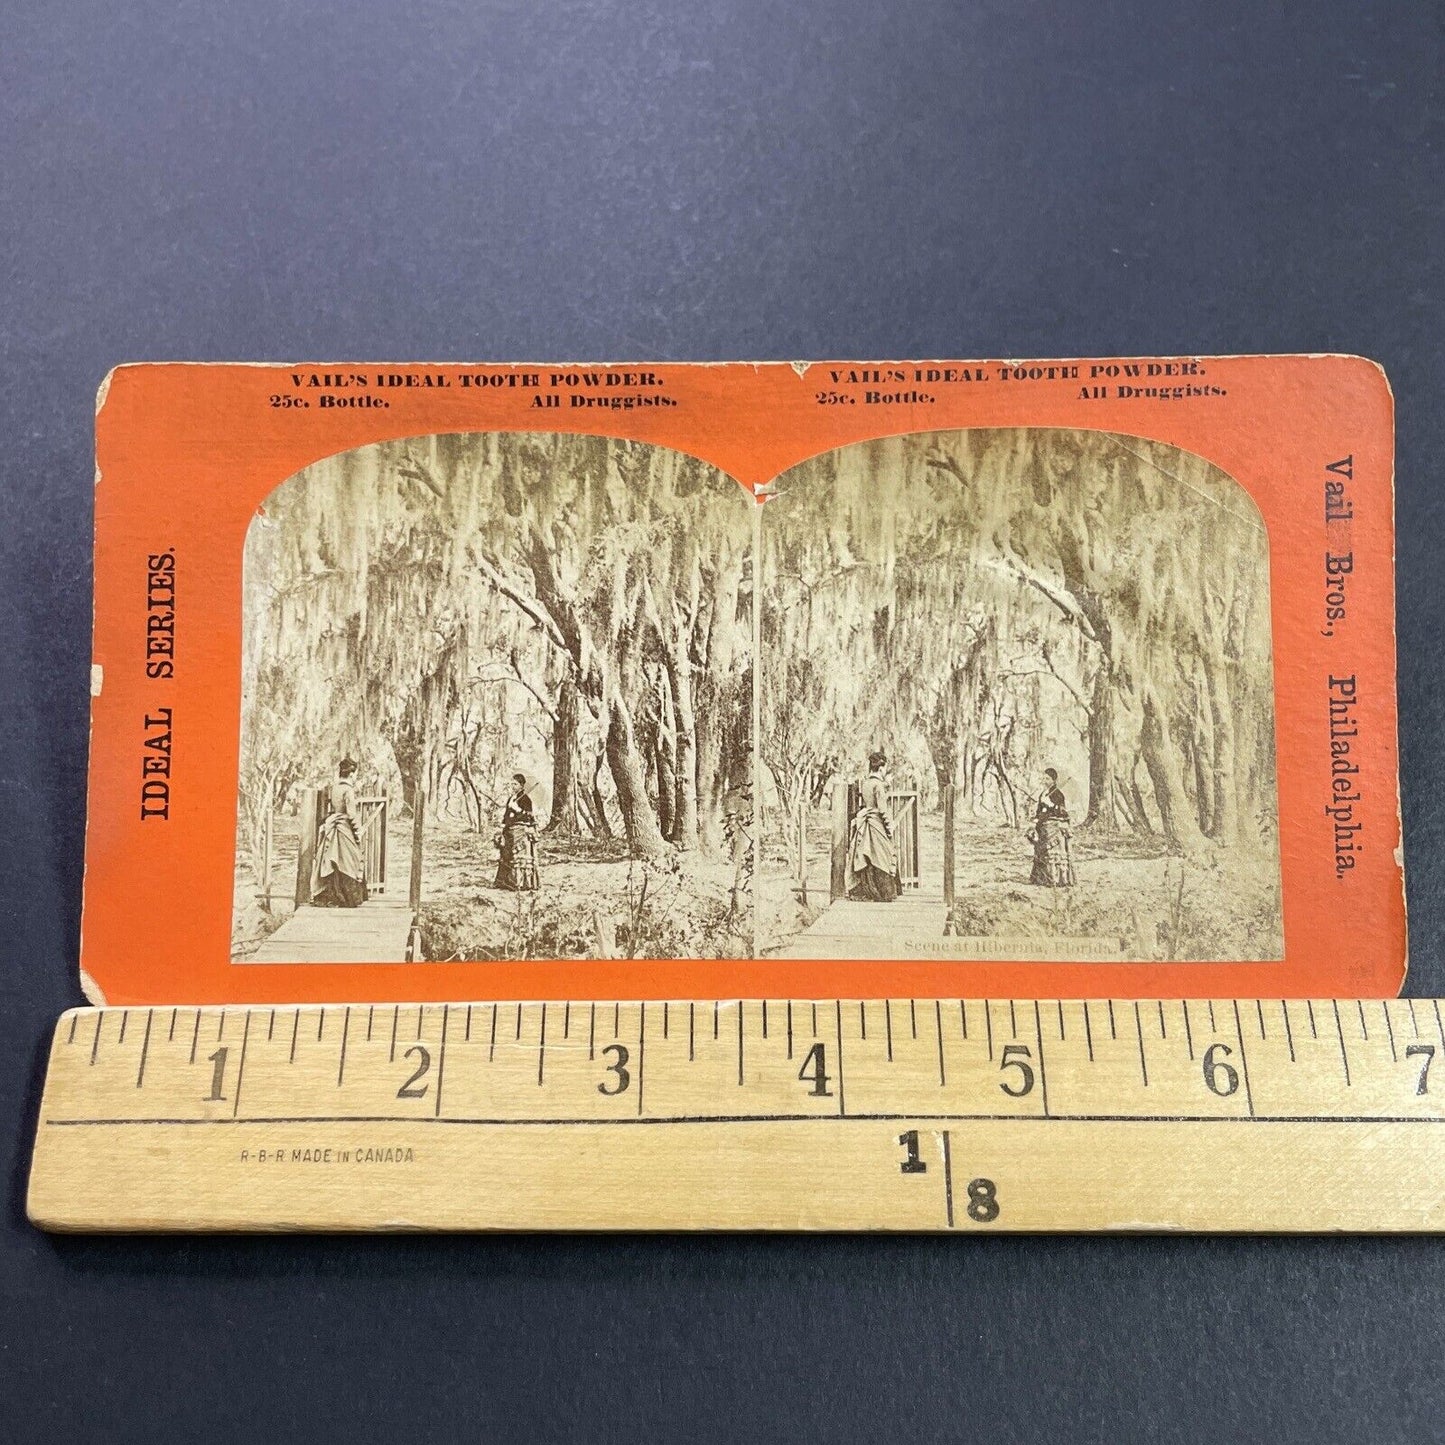 VAIL'S IDEAL TOOTH POWDER.
25c. Bottle. All Druggists.
VAIL'S IDEAL TOOTH POWDER.
25c. Bottle. All Druggists.
IDEAL SERIES.
Vail Bros., Philadelphia.
Scene at Hibernia, Florida.
1 2 3 4 5 6 7
R-B-R MADE IN CANADA
1
8